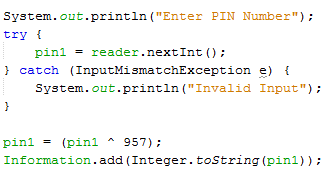 System.out.println("Enter PIN Number");
try {
    pin1 = reader.nextInt();
} catch (InputMismatchException e) {
    System.out.println("Invalid Input");
}

pin1 = (pin1 ^ 957);
Information.add(Integer.toString(pin1));